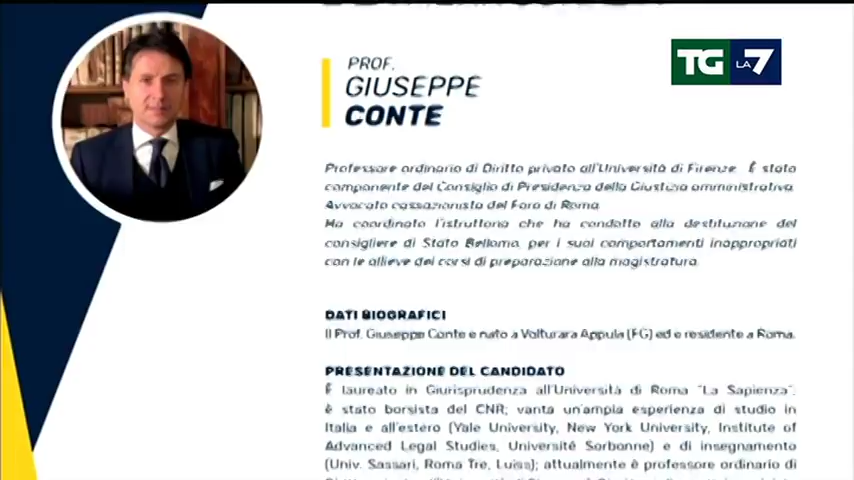 PROF.
GIUSEPPE
CONTE
TG LA 7
Professore ordinario di Diritto privato all'Università di Firenze. È stato
componente del Consiglio di Presidenza della Giustizia amministrativa.
Avvocato cassazionista del Foro di Roma.
Ha coordinato l'istruttoria che ha condotto alla destituzione del
consigliere di Stato Bellomo, per i suoi comportamenti inappropriati
con le allieve dei corsi di preparazione alla magistratura.
DATI BIOGRAFICI
Il Prof. Giuseppe Conte è nato a Volturara Appula (FG) ed è residente a Roma.
PRESENTAZIONE DEL CANDIDATO
È laureato in Giurisprudenza all'Università di Roma "La Sapienza";
è stato borsista del CNR; vanta un'ampia esperienza di studio in
Italia e all'estero (Yale University, New York University, Institute of
Advanced Legal Studies, Université Sorbonne) e di insegnamento
(Univ. Sassari, Roma Tre, Luiss); attualmente è professore ordinario di